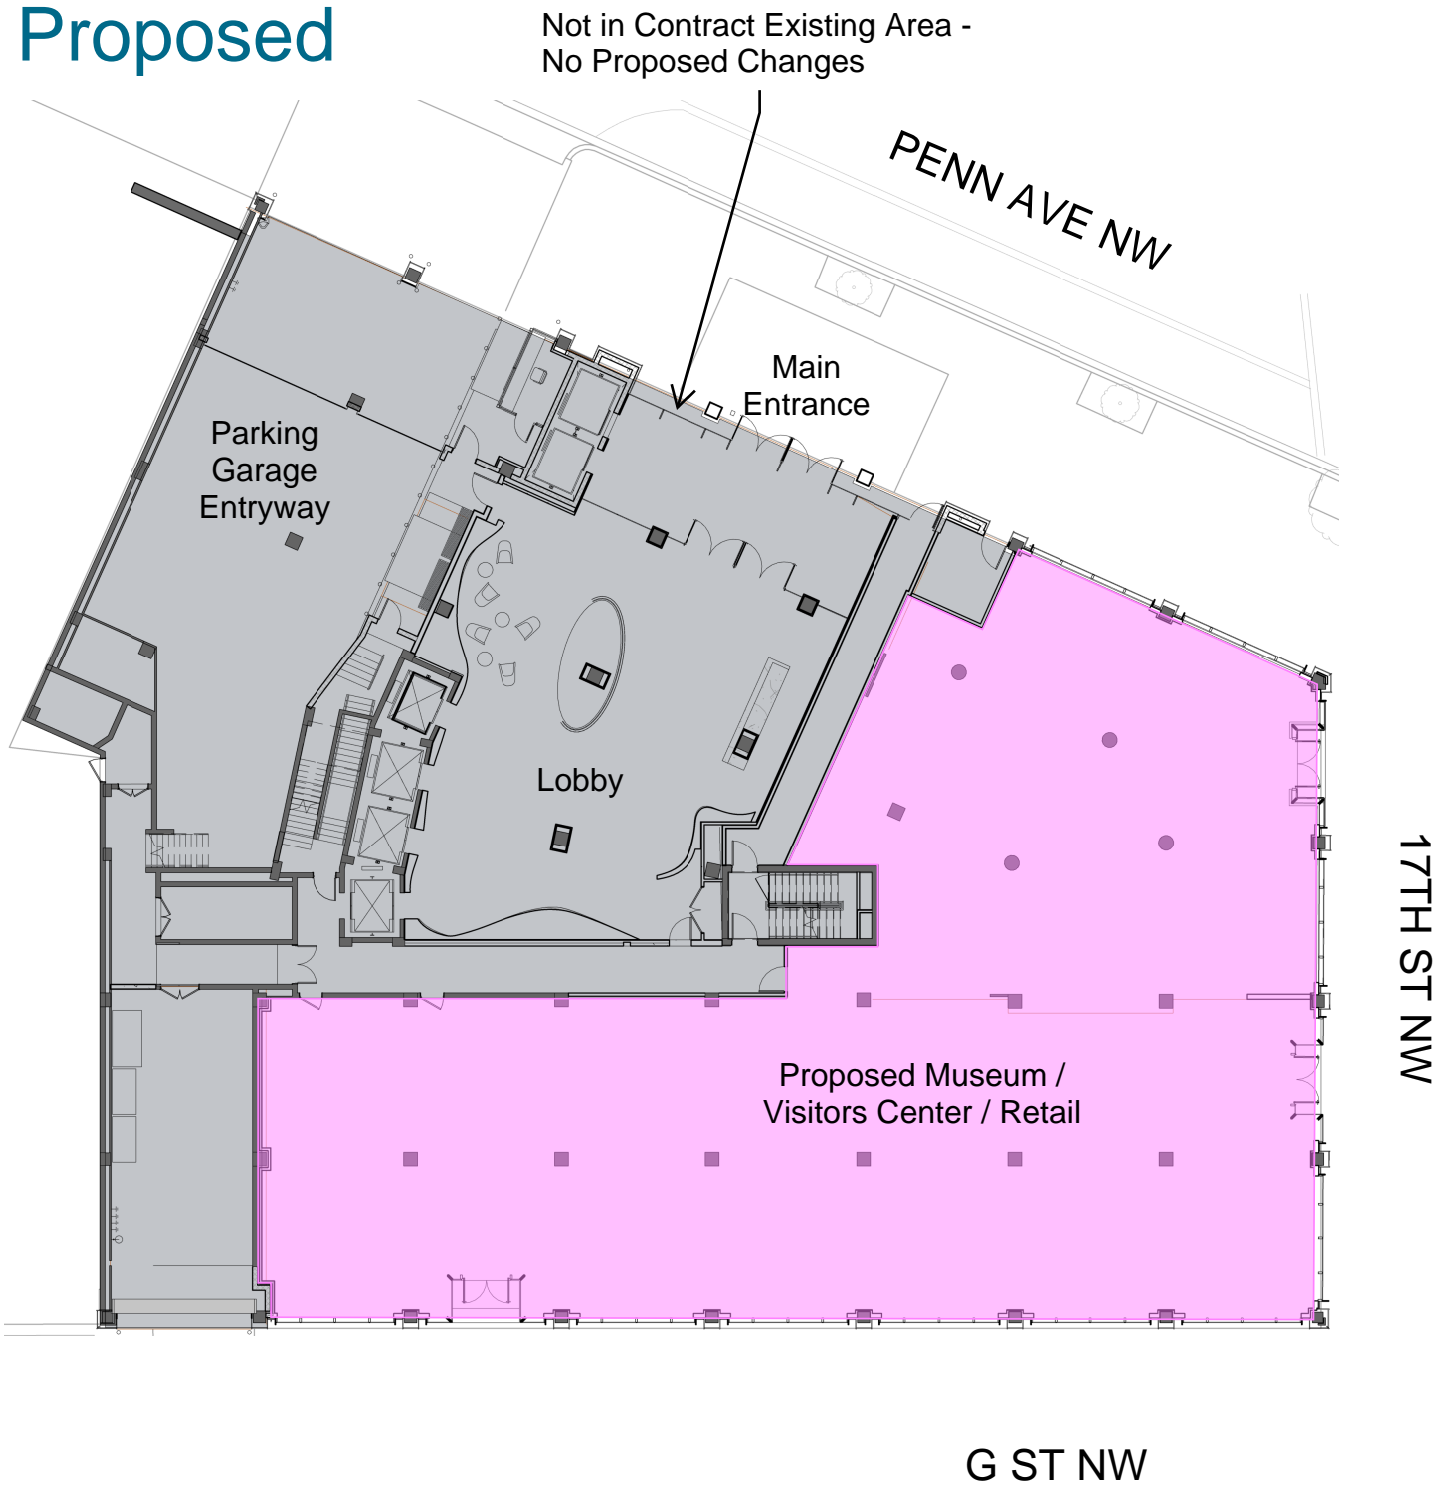 Proposed
Not in Contract Existing Area -
No Proposed Changes
PENN AVE NW
Main
Entrance
Parking
Garage
Entryway
Lobby
17TH ST NW
Proposed Museum /
Visitors Center / Retail
G ST NW